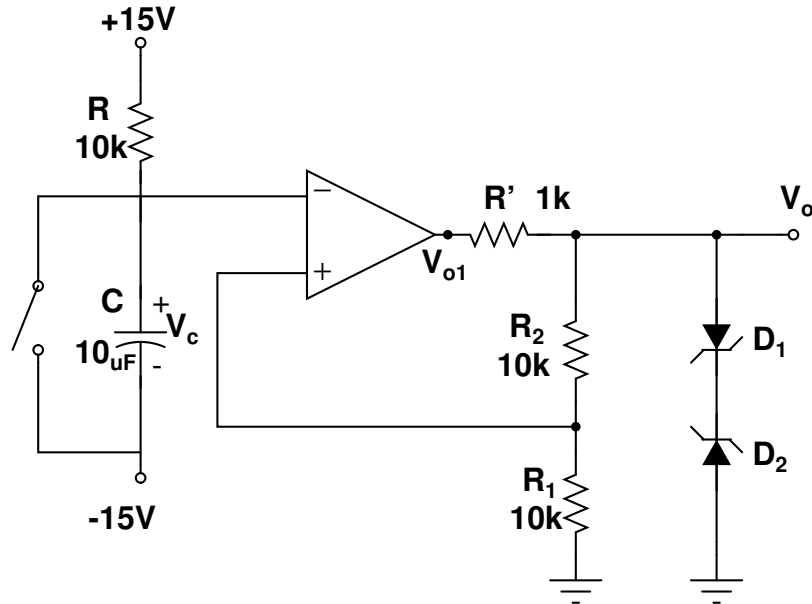 +15V
R
10k
R' 1k
Vo
−
+
Vo1
C
+
Vc
10uF
-
R2
10k
D1
D2
R1
10k
-15V